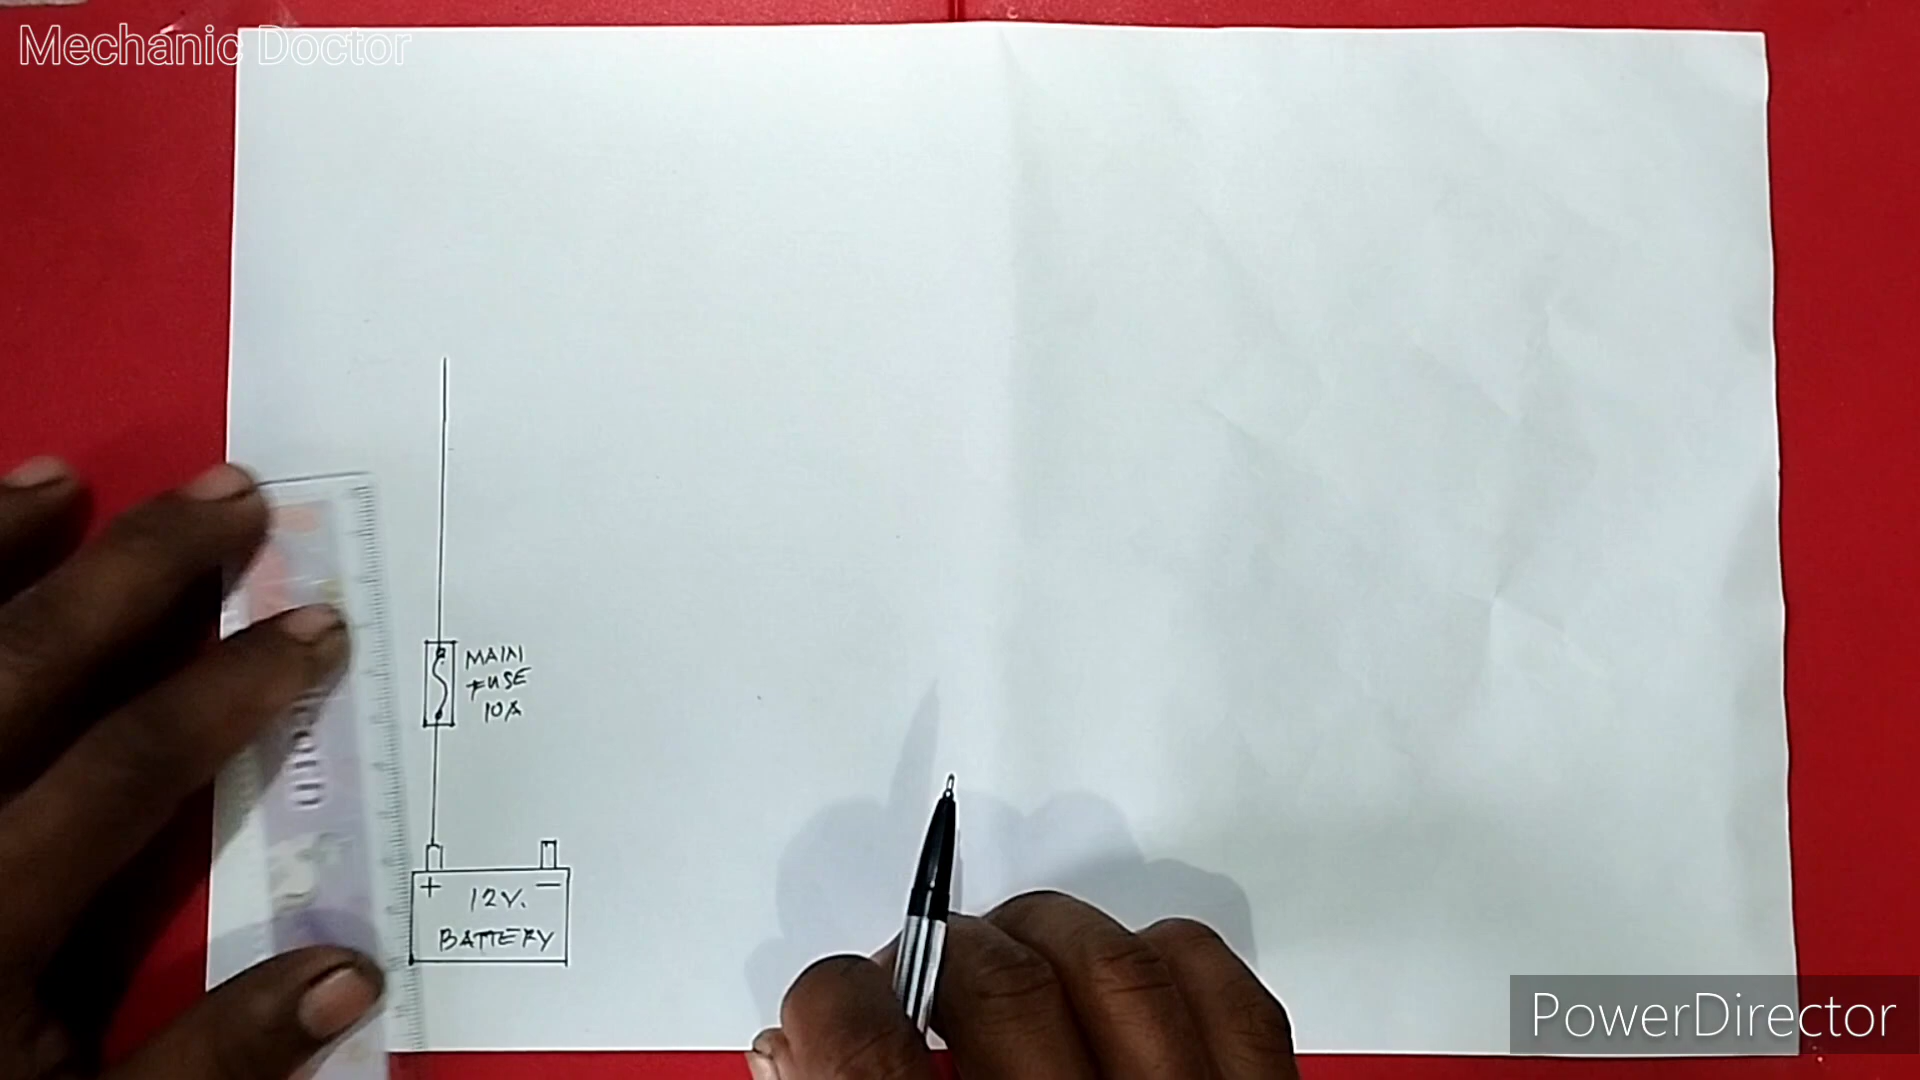 Mechanic Doctor
MAIN
FUSE
10A
+ -
12V.
BATTERY
PowerDirector